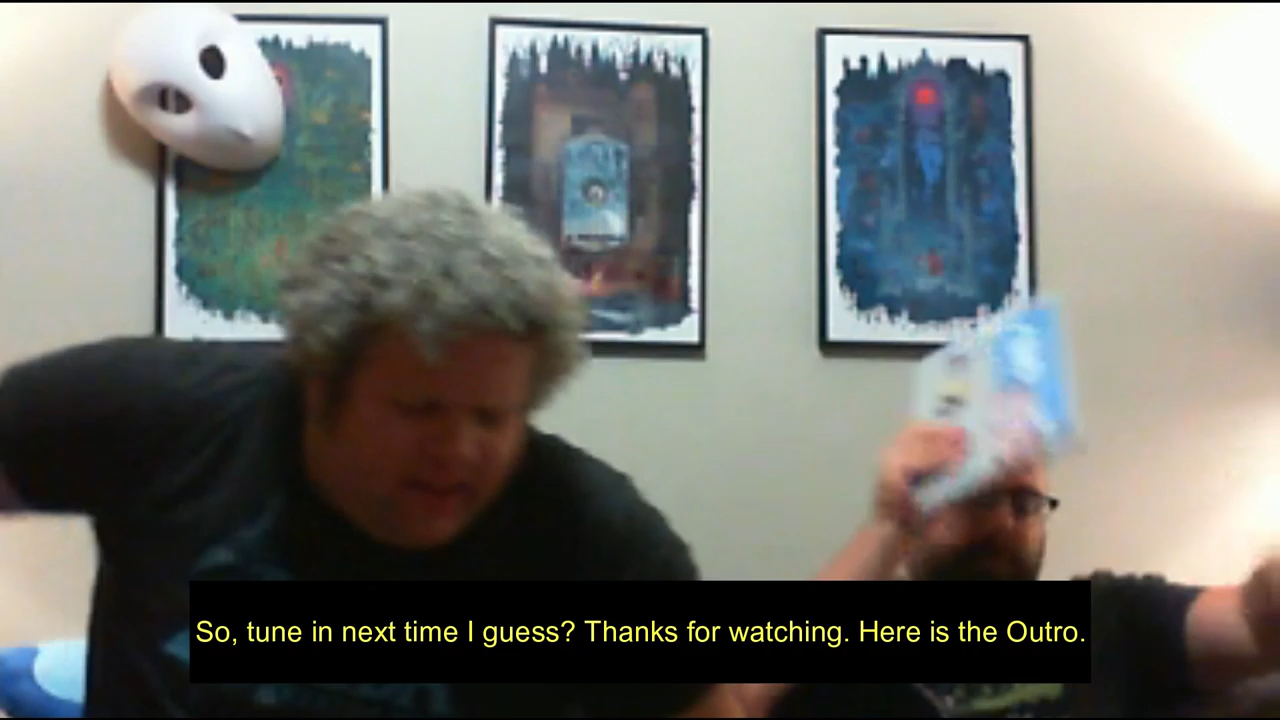 So, tune in next time I guess? Thanks for watching. Here is the Outro.